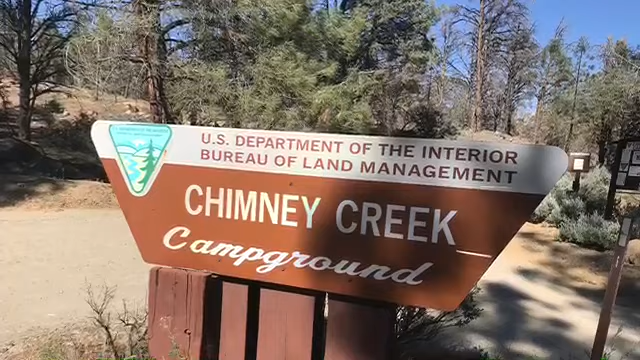 U.S. DEPARTMENT OF THE INTERIOR
BUREAU OF LAND MANAGEMENT
CHIMNEY CREEK
Campground